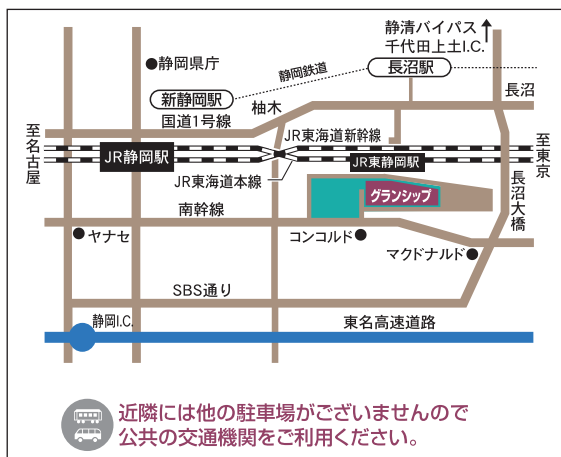 静清バイパス
千代田上土I.C.
静岡県庁
静岡鉄道
長沼駅
新静岡駅
柚木
長沼
国道1号線
JR東海道新幹線
至名古屋
JR静岡駅
JR東静岡駅
至東京
JR東海道本線
グランシップ
長沼大橋
南幹線
ヤナセ
コンコルド
マクドナルド
SBS通り
静岡I.C.
東名高速道路
近隣には他の駐車場がございませんので
公共の交通機関をご利用ください。